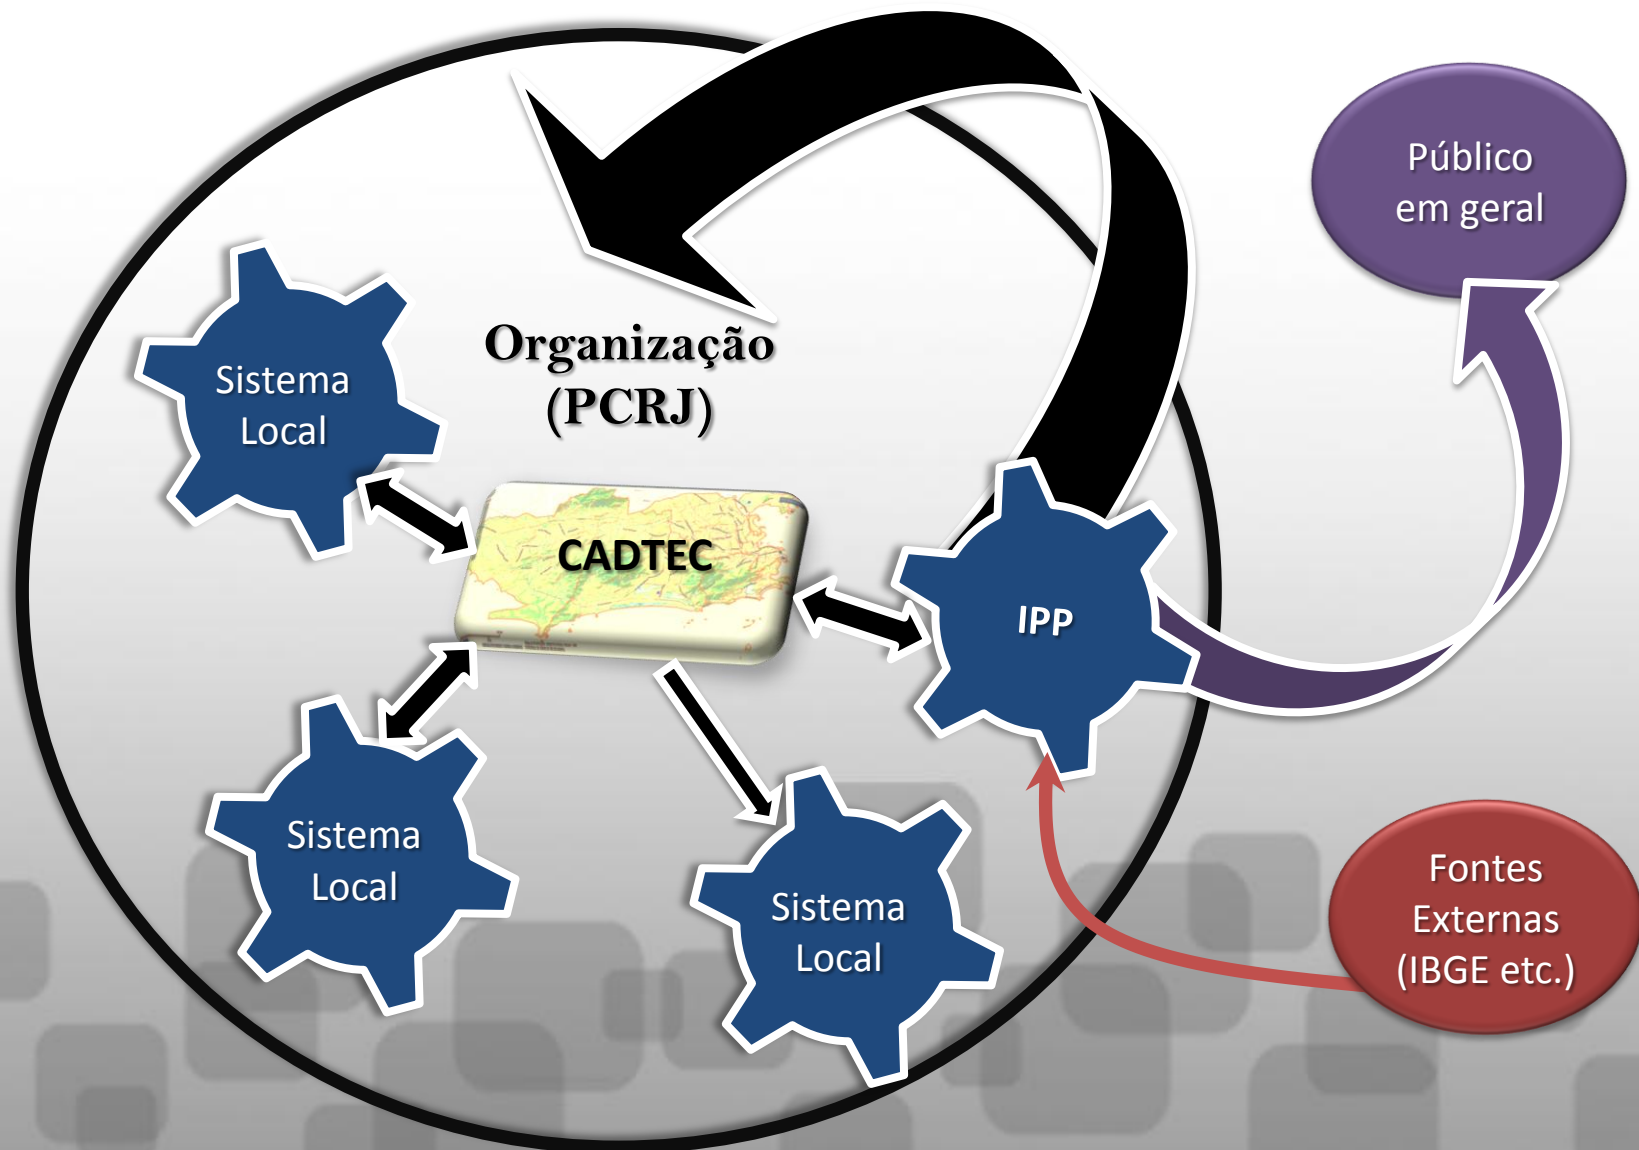 Público
em geral
Organização
(PCRJ)
Sistema
Local
CADTEC
IPP
Sistema
Local
Sistema
Local
Fontes
Externas
(IBGE etc.)